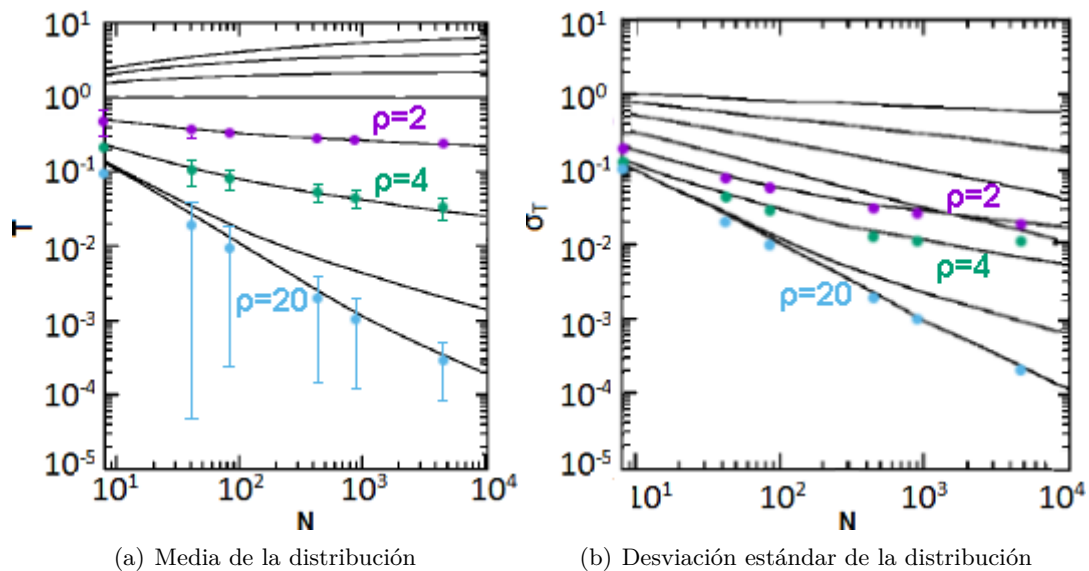 10^1
10^0
10^-1
10^-2
10^-3
10^-4
10^-5
T
ρ=2
ρ=4
ρ=20
10^1
10^2
10^3
10^4
N
(a) Media de la distribución
10^1
10^0
10^-1
10^-2
10^-3
10^-4
10^-5
σ_T
ρ=2
ρ=4
ρ=20
10^1
10^2
10^3
10^4
N
(b) Desviación estándar de la distribución